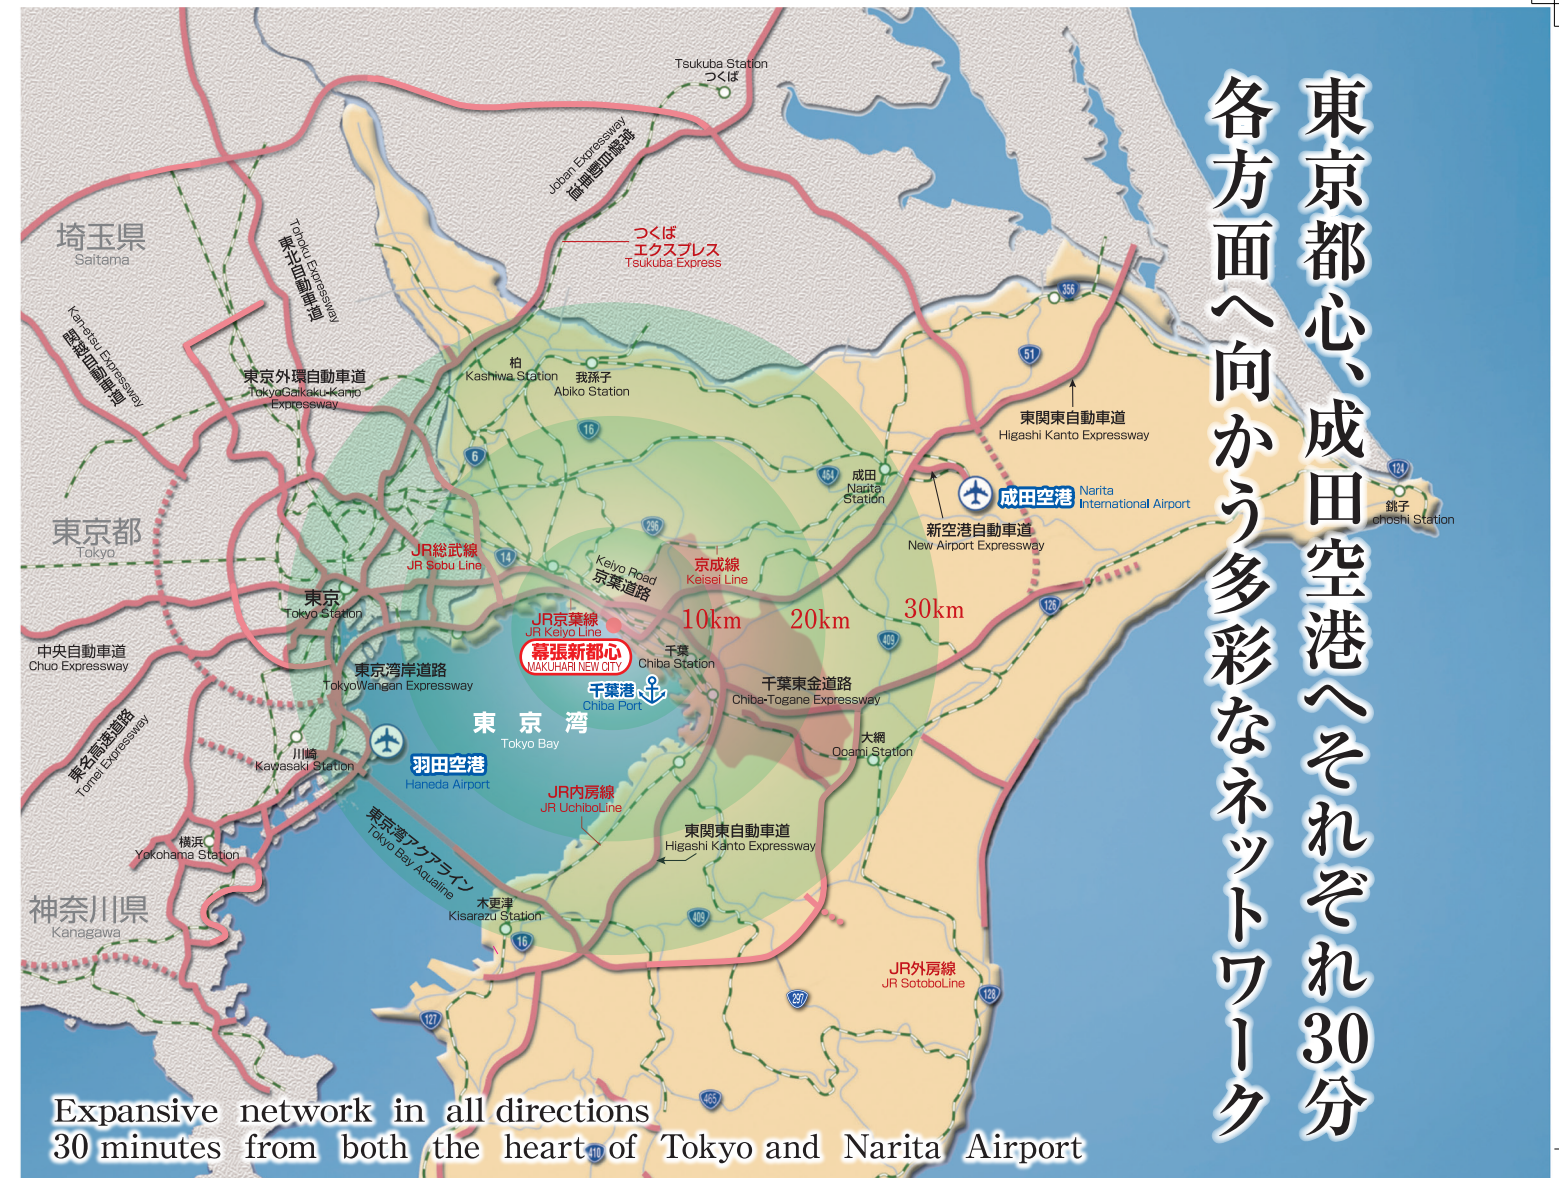 東京都心、成田空港へそれぞれ30分
各方面へ向かう多彩なネットワーク
Tsukuba Station
つくば
Joban Expressway
常磐自動車道
つくば
エクスプレス
Tsukuba Express
埼玉県
Saitama
Tohoku Expressway
東北自動車道
Kan-etsu Expressway
関越自動車道
356
51
柏
Kashiwa Station
我孫子
Abiko Station
東京外環自動車道
TokyoGaikaku-Kanjo
Expressway
東関東自動車道
Higashi Kanto Expressway
16
6
464
成田
Narita
Station
成田空港
Narita
International Airport
124
銚子
choshi Station
東京都
Tokyo
296
新空港自動車道
New Airport Expressway
JR総武線
JR Sobu Line
14
Keiyo Road
京葉道路
京成線
Keisei Line
東京
Tokyo Station
JR京葉線
JR Keiyo Line
10km
20km
30km
126
409
幕張新都心
MAKUHARI NEW CITY
千葉
Chiba Station
中央自動車道
Chuo Expressway
東京湾岸道路
TokyoWangan Expressway
千葉港
Chiba Port
千葉東金道路
Chiba-Togane Expressway
東京湾
Tokyo Bay
東名高速道路
Tomei Expressway
川崎
Kawasaki Station
羽田空港
Haneda Airport
大網
Ooami Station
JR内房線
JR UchiboLine
東京湾アクアライン
Tokyo Bay Aqualine
東関東自動車道
Higashi Kanto Expressway
横浜
Yokohama Station
神奈川県
Kanagawa
木更津
Kisarazu Station
16
409
JR外房線
JR SotoboLine
297
128
127
465
410
Expansive network in all directions
30 minutes from both the heart of Tokyo and Narita Airport